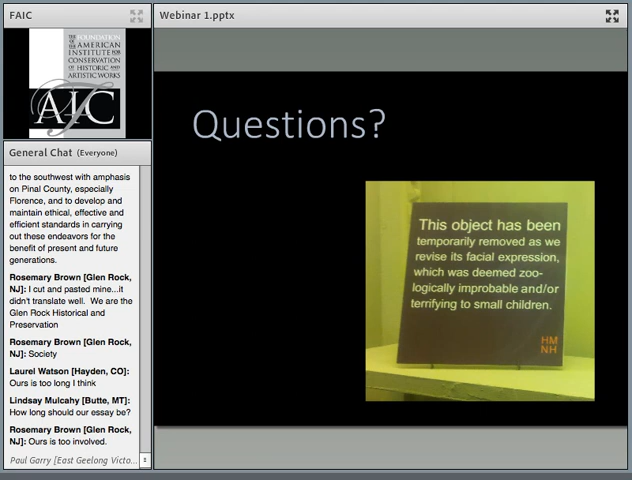 FAIC
THE FOUNDATION
OF THE AMERICAN
INSTITUTE FOR
CONSERVATION
OF HISTORIC AND
ARTISTIC WORKS
AIC
General Chat (Everyone)
to the southwest with amphasis
on Pinal County, especially
Florence, and to develop and
maintain ethical, effective and
efficient standards in carrying
out these endeavors for the
benefit of present and future
generations.
Rosemary Brown [Glen Rock,
NJ]: I cut and pasted mine...it
didn't translate well. We are the
Glen Rock Historical and
Preservation
Rosemary Brown [Glen Rock,
NJ]: Society
Laurel Watson [Hayden, CO]:
Ours is too long I think
Lindsay Mulcahy [Butte, MT]:
How long should our essay be?
Rosemary Brown [Glen Rock,
NJ]: Ours is too involved.
Paul Garry [East Geelong Victo...
Webinar 1.pptx
Questions?
This object has been
temporarily removed as we
revise its facial expression,
which was deemed zoo-
logically improbable and/or
terrifying to small children.
HM
NH